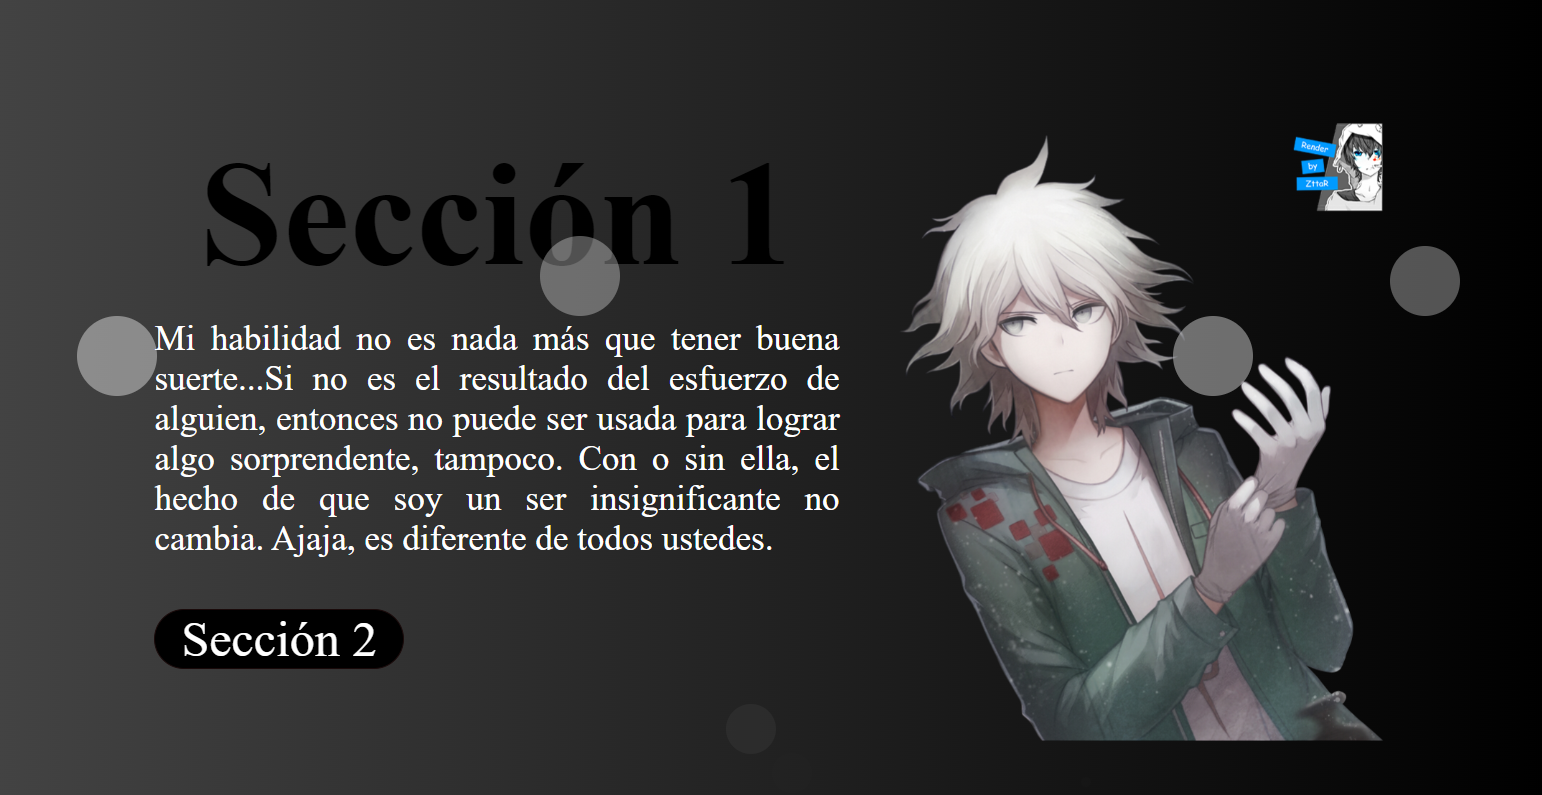 Sección 1
Mi habilidad no es nada más que tener buena
suerte...Si no es el resultado del esfuerzo de
alguien, entonces no puede ser usada para lograr
algo sorprendente, tampoco. Con o sin ella, el
hecho de que soy un ser insignificante no
cambia. Ajaja, es diferente de todos ustedes.
Sección 2
Render
by
ZttoR